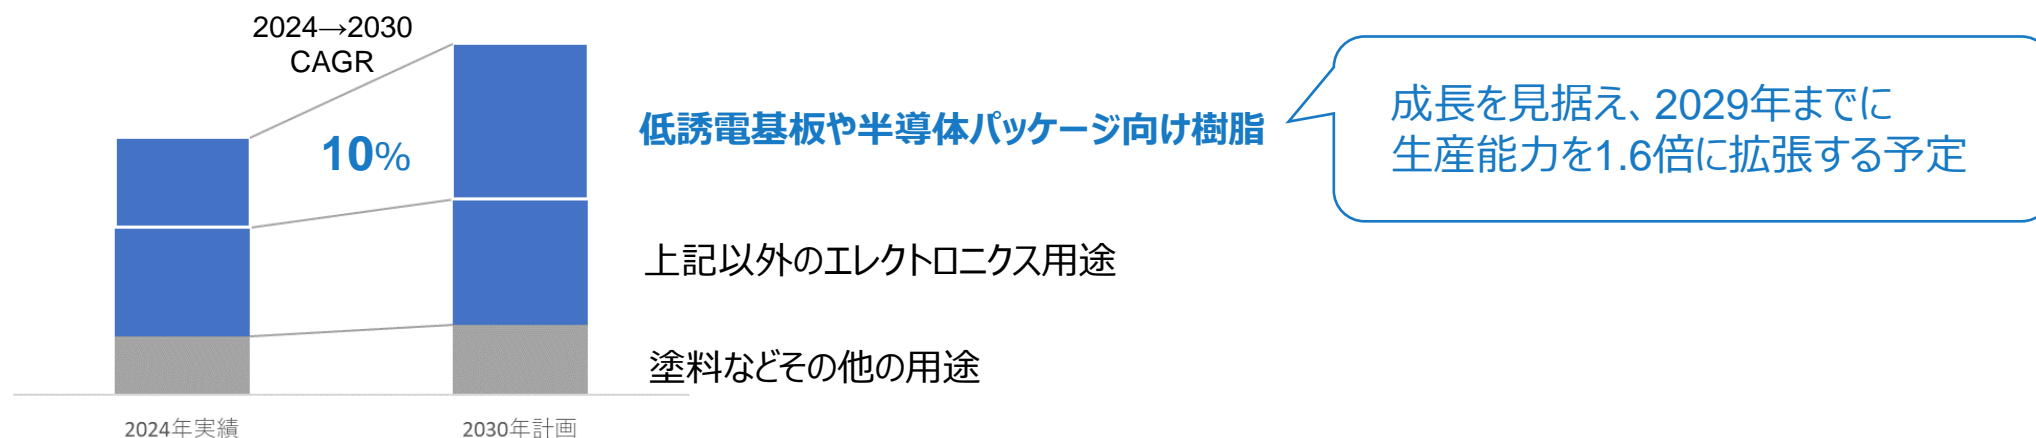 2024→2030
CAGR
10%
低誘電基板や半導体パッケージ向け樹脂
成長を見据え、2029年までに
生産能力を1.6倍に拡張する予定
上記以外のエレクトロニクス用途
塗料などその他の用途
2024年実績
2030年計画